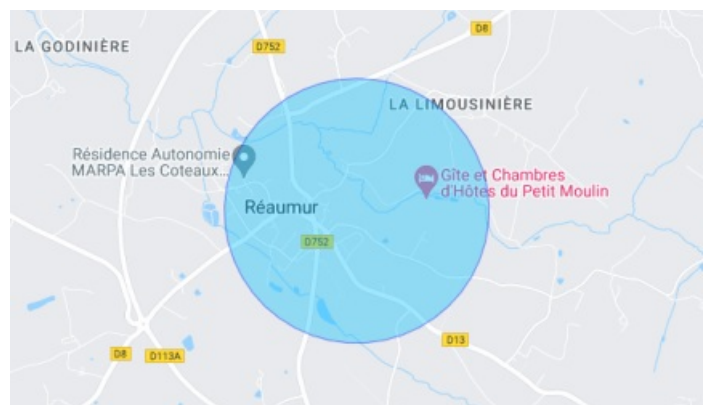 D8
D752
LA GODINIÈRE
LA LIMOUSINIÈRE
Résidence Autonomie
MARPA Les Coteaux...
Gîte et Chambres
d'Hôtes du Petit Moulin
Réaumur
D752
D13
D8
D113A